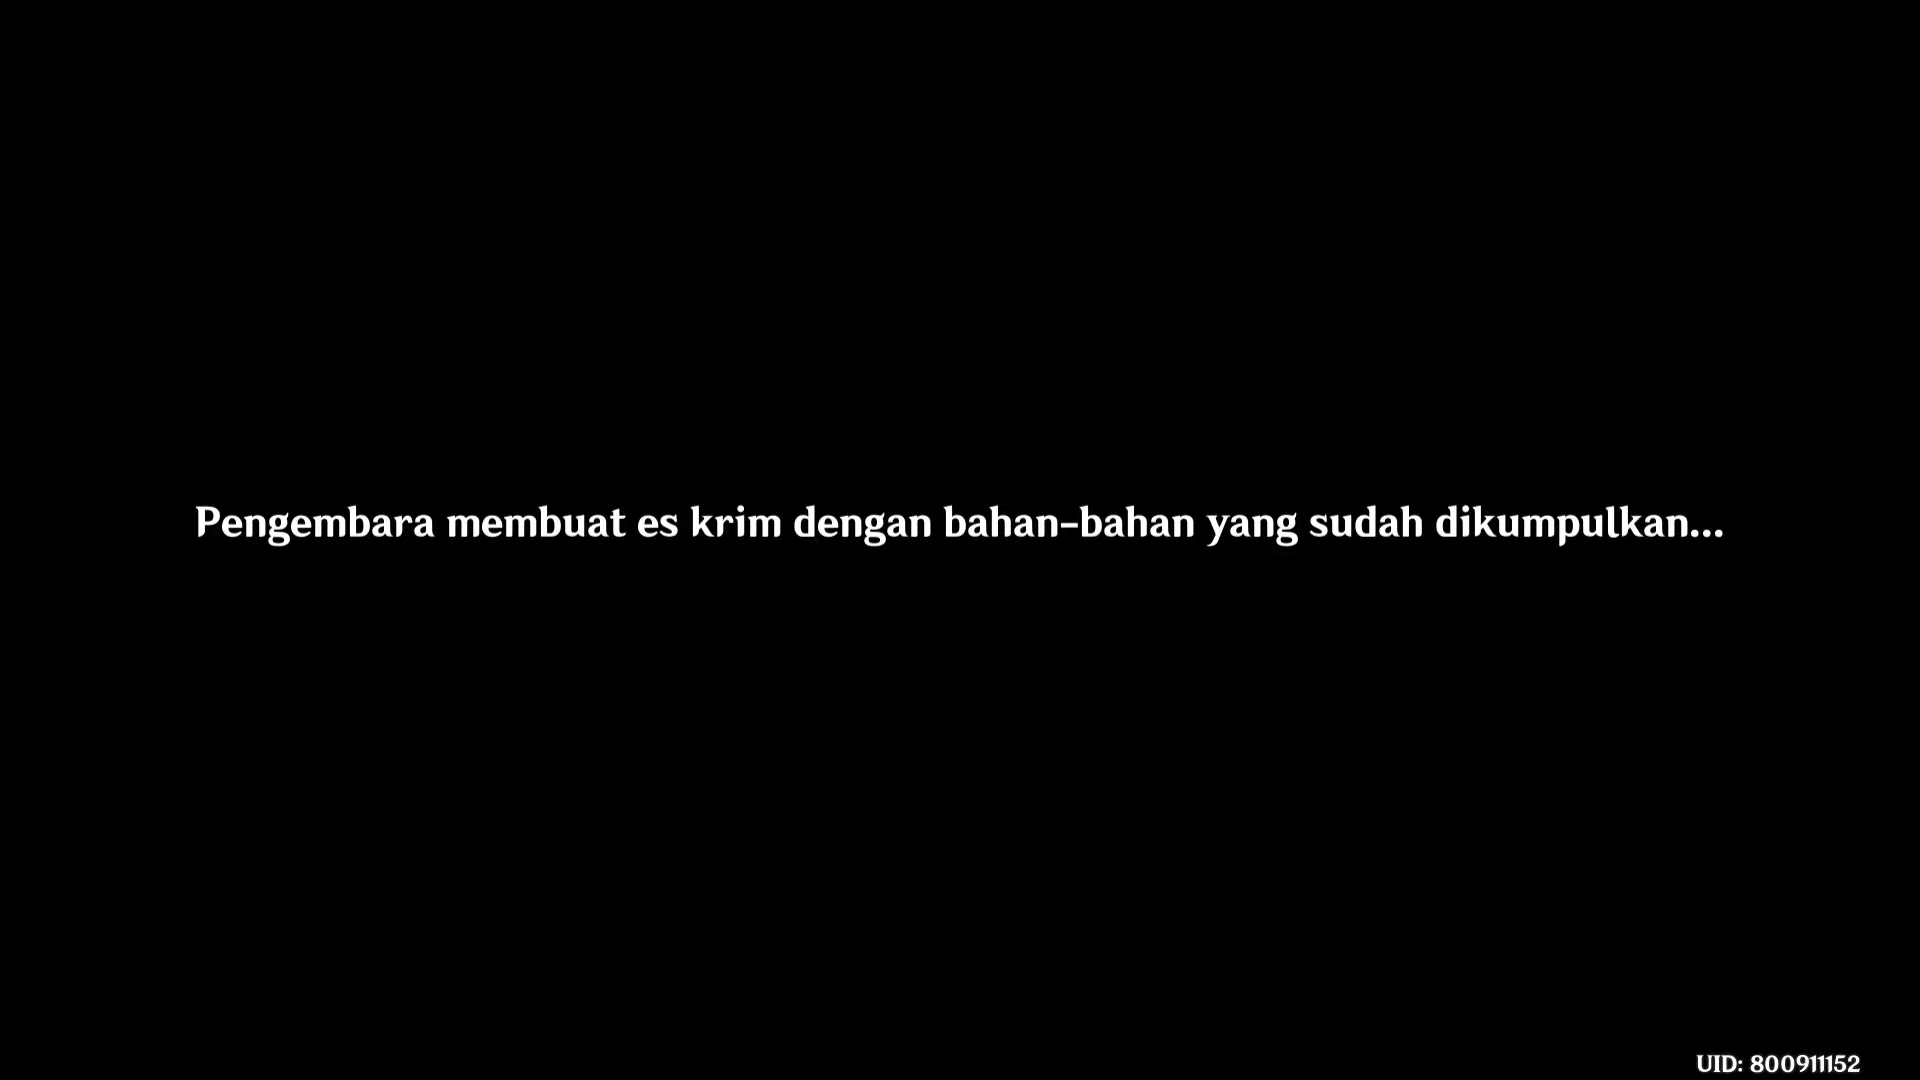 Pengembara membuat es krim dengan bahan-bahan yang sudah dikumpulkan...
UID: 800911152